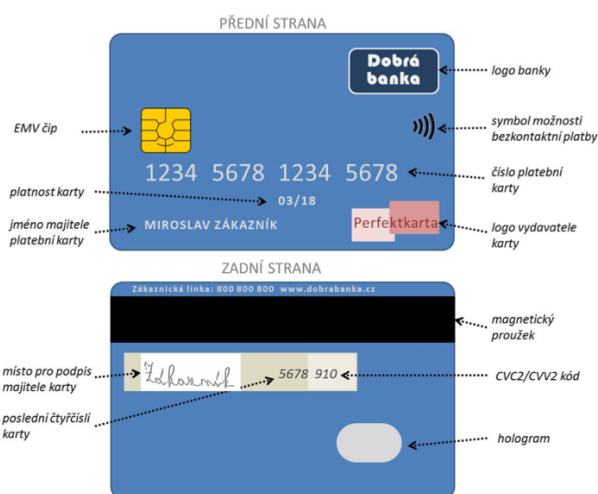 PŘEDNÍ STRANA
Dobrá
banka
logo banky
EMV čip
symbol možnosti
bezkontaktní platby
1234 5678 1234 5678
číslo platební
karty
platnost karty
03/18
jméno majitele
platební karty
MIROSLAV ZÁKAZNÍK
Perfektkarta
logo vydavatele
karty
ZADNÍ STRANA
Zákaznická linka: 800 800 800 www.dobrabanka.cz
magnetický
proužek
místo pro podpis
majitele karty
Zákazník
5678 910
CVC2/CVV2 kód
poslední čtyřčíslí
karty
hologram